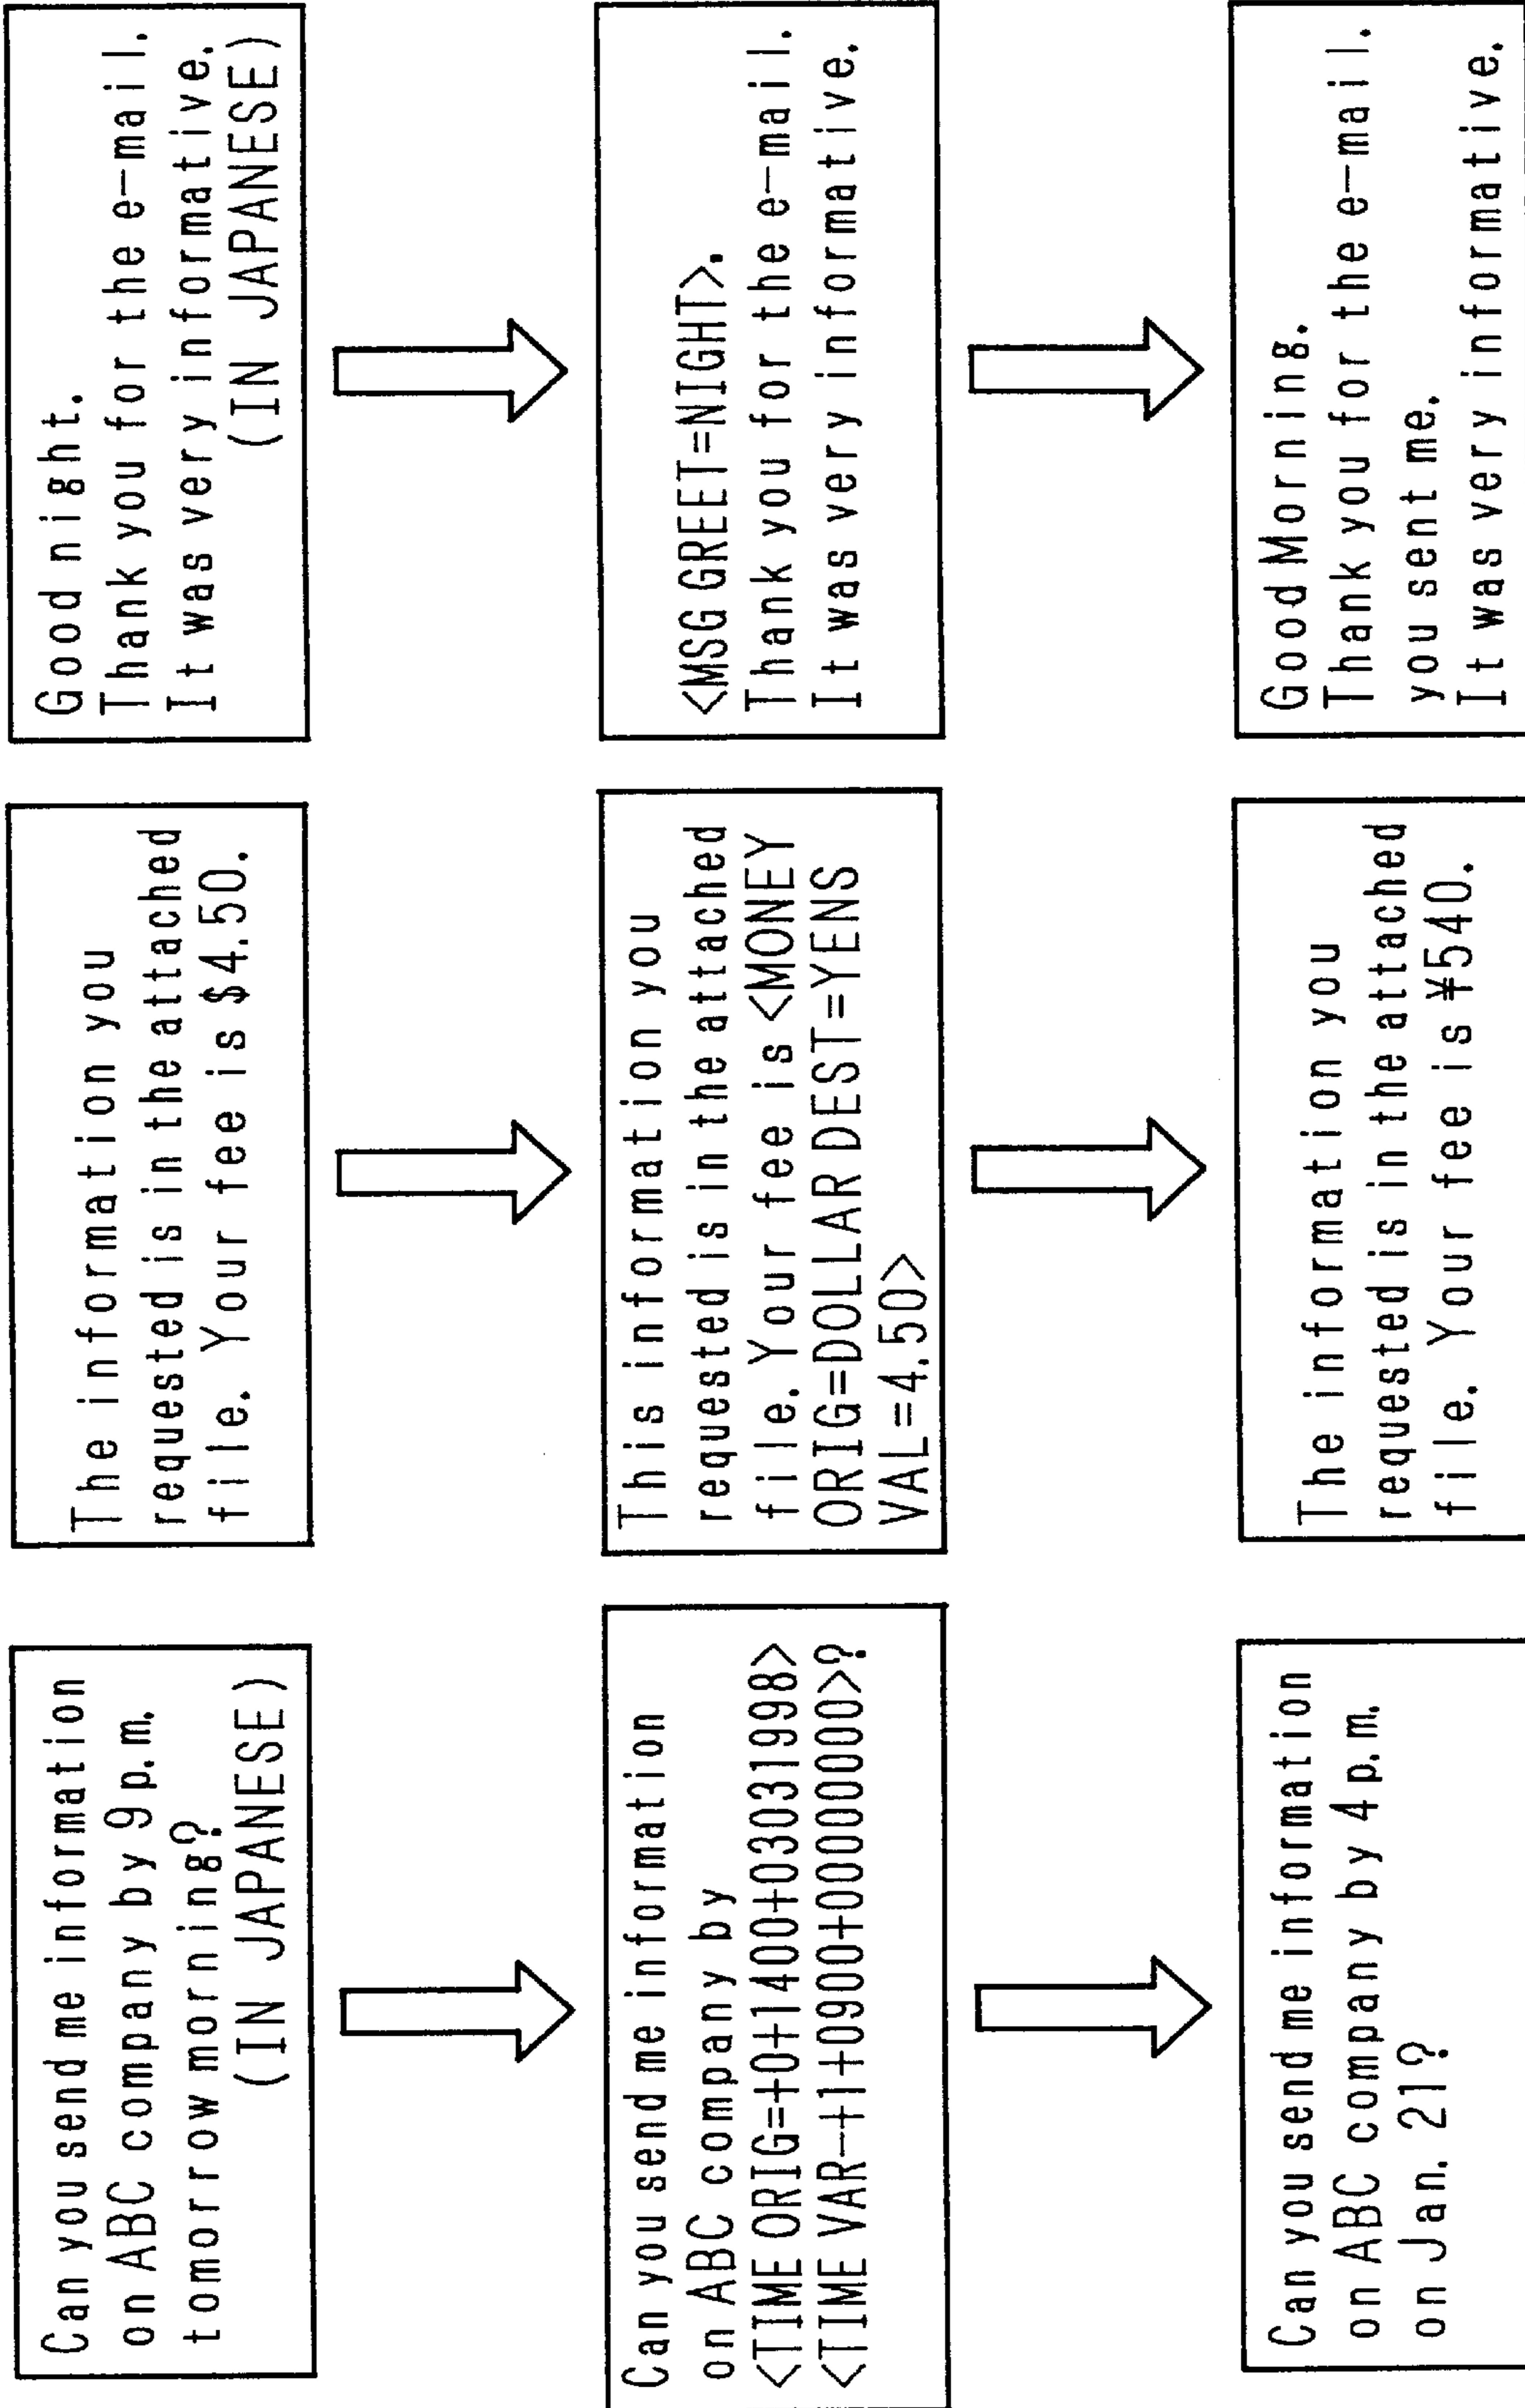 Can you send me information
on ABC company by 9 p.m.
tomorrow morning?
(IN JAPANESE)
Can you send me information
on ABC company by
<TIME ORIG=+0+1400+03031998>
<TIME VAR-+1+0900+00000000>?
Can you send me information
on ABC company by 4 p.m.
on Jan. 21?
The information you
requested is in the attached
file. Your fee is $4.50.
This information you
requested is in the attached
file. Your fee is <MONEY
ORIG=DOLLAR DEST=YENS
VAL=4.50>
The information you
requested is in the attached
file. Your fee is ¥540.
Good night.
Thank you for the e-mail.
It was very informative.
(IN JAPANESE)
<MSG GREET=NIGHT>.
Thank you for the e-mail.
It was very informative.
Good Morning.
Thank you for the e-mail.
you sent me.
It was very informative.